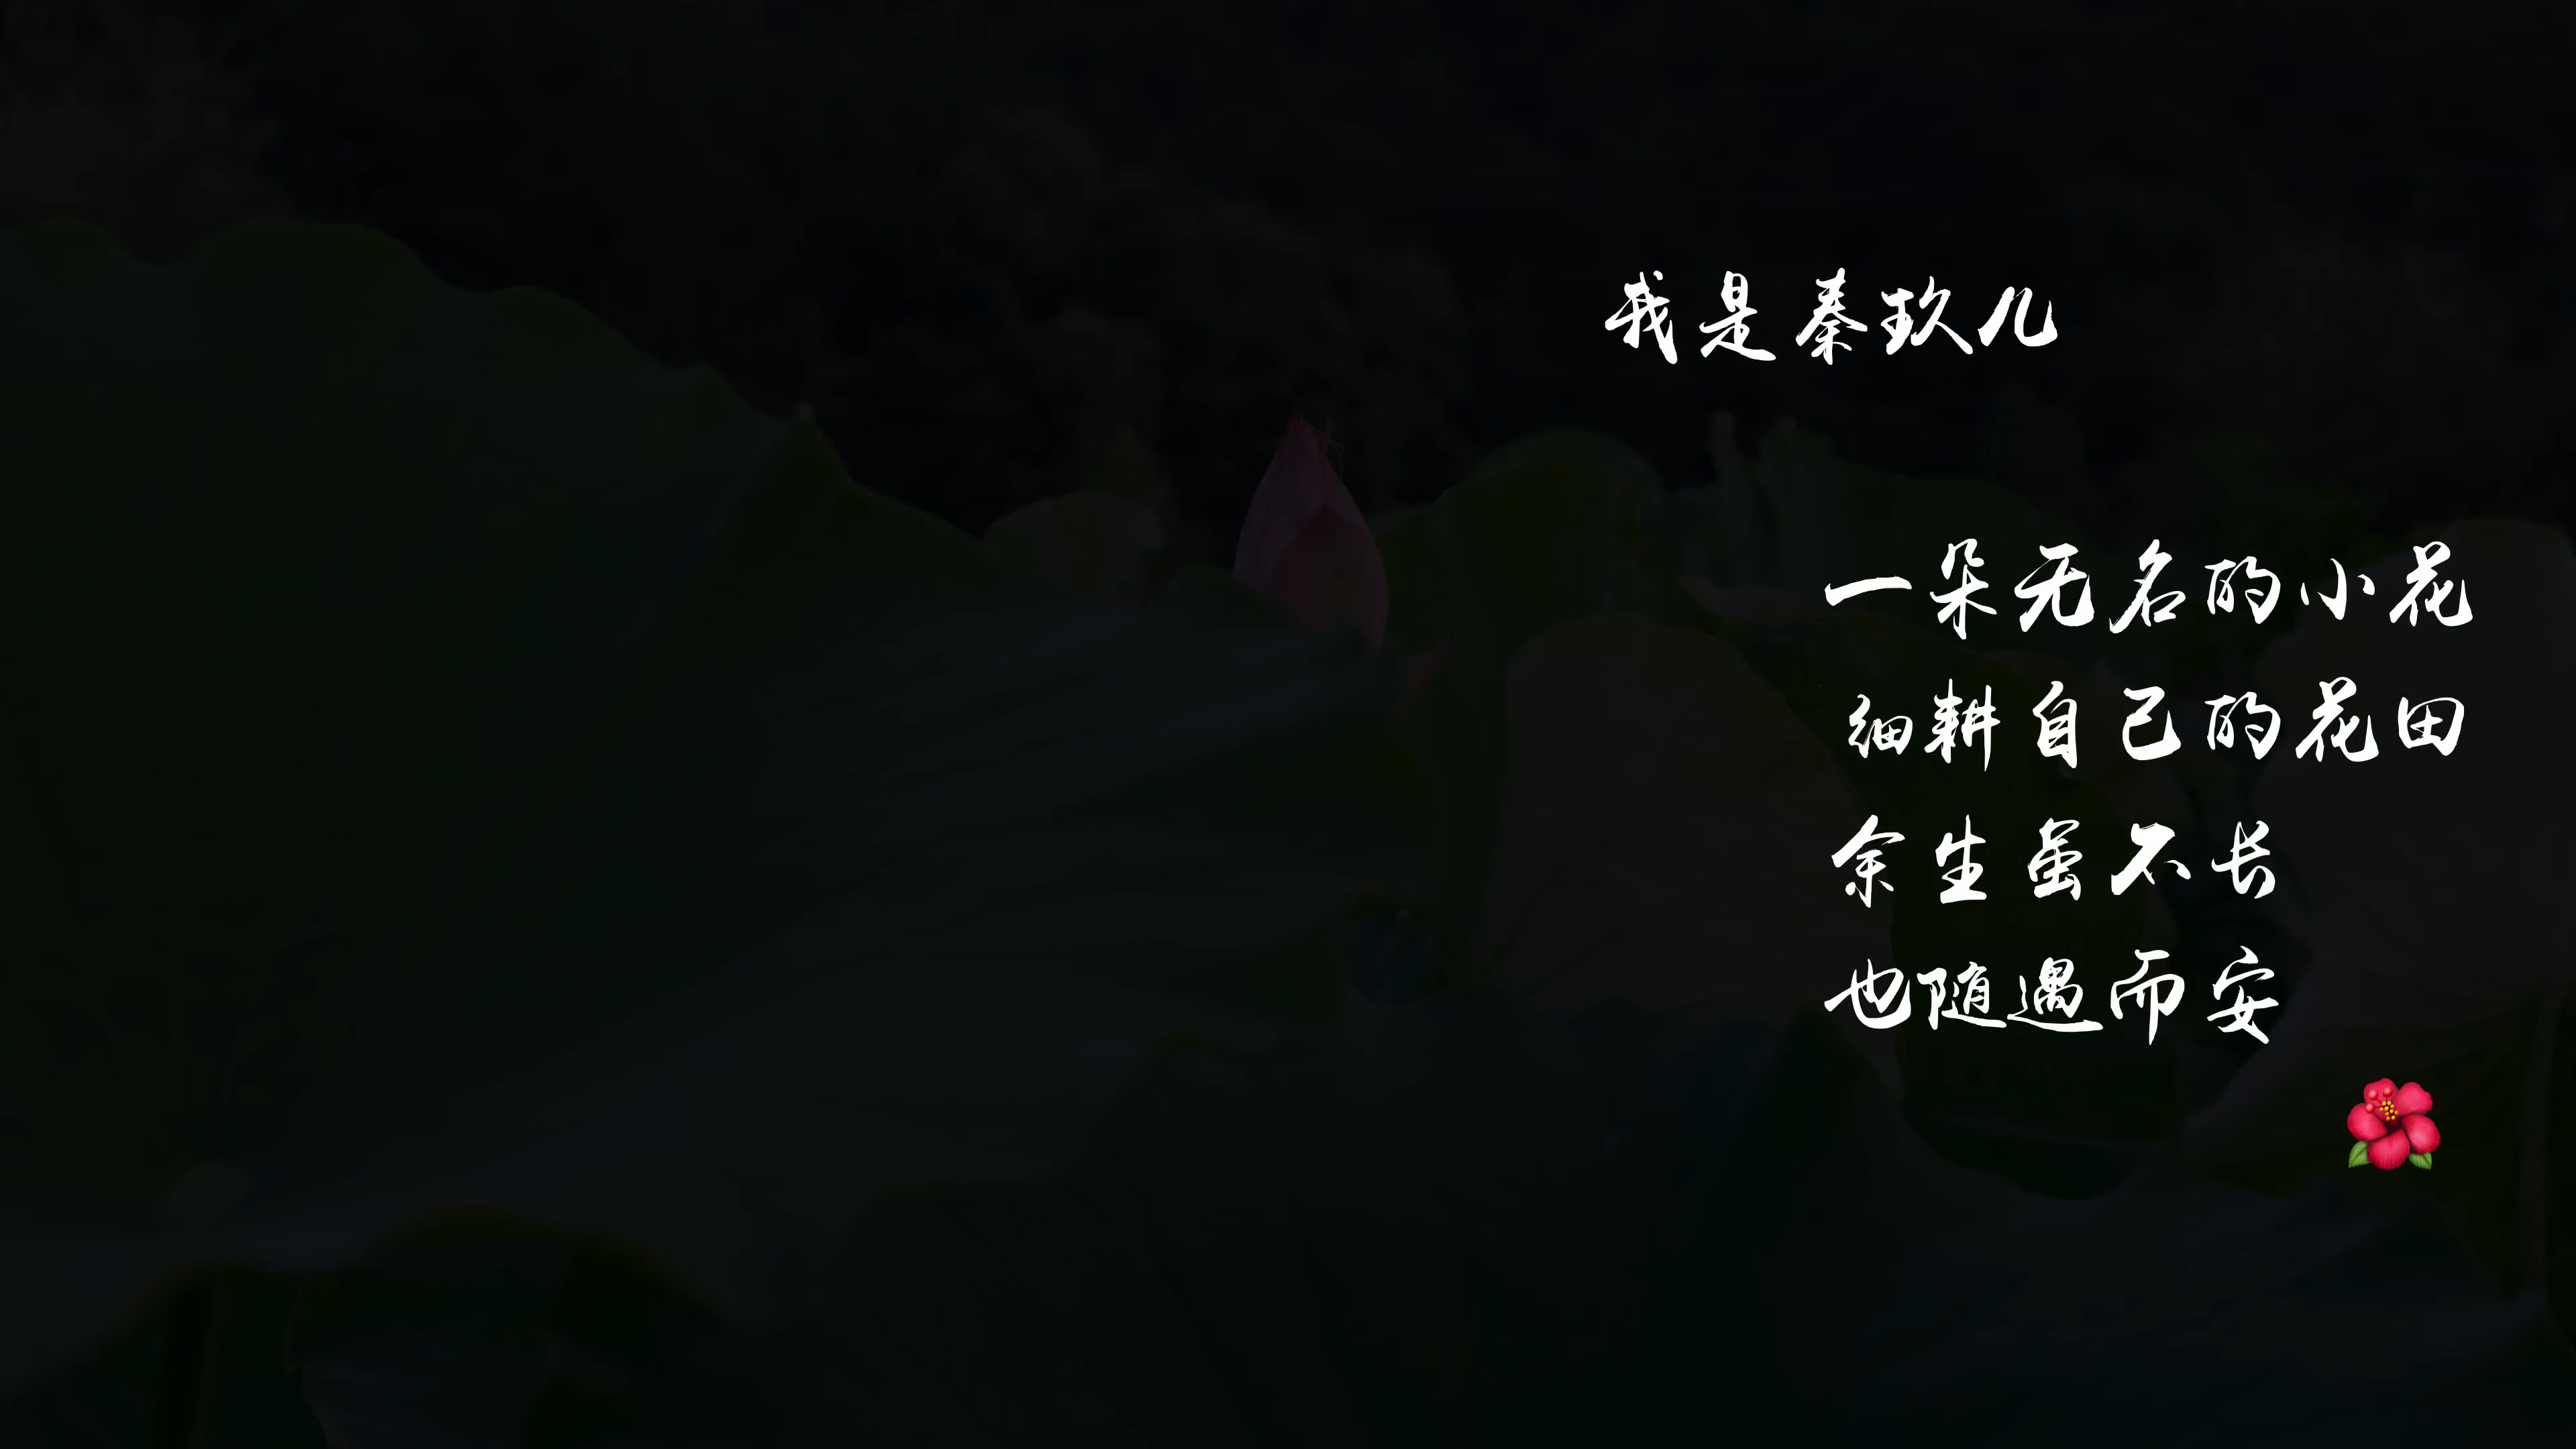 我是秦玖儿
一朵无名的小花
细耕自己的花田
余生虽不长
也随遇而安